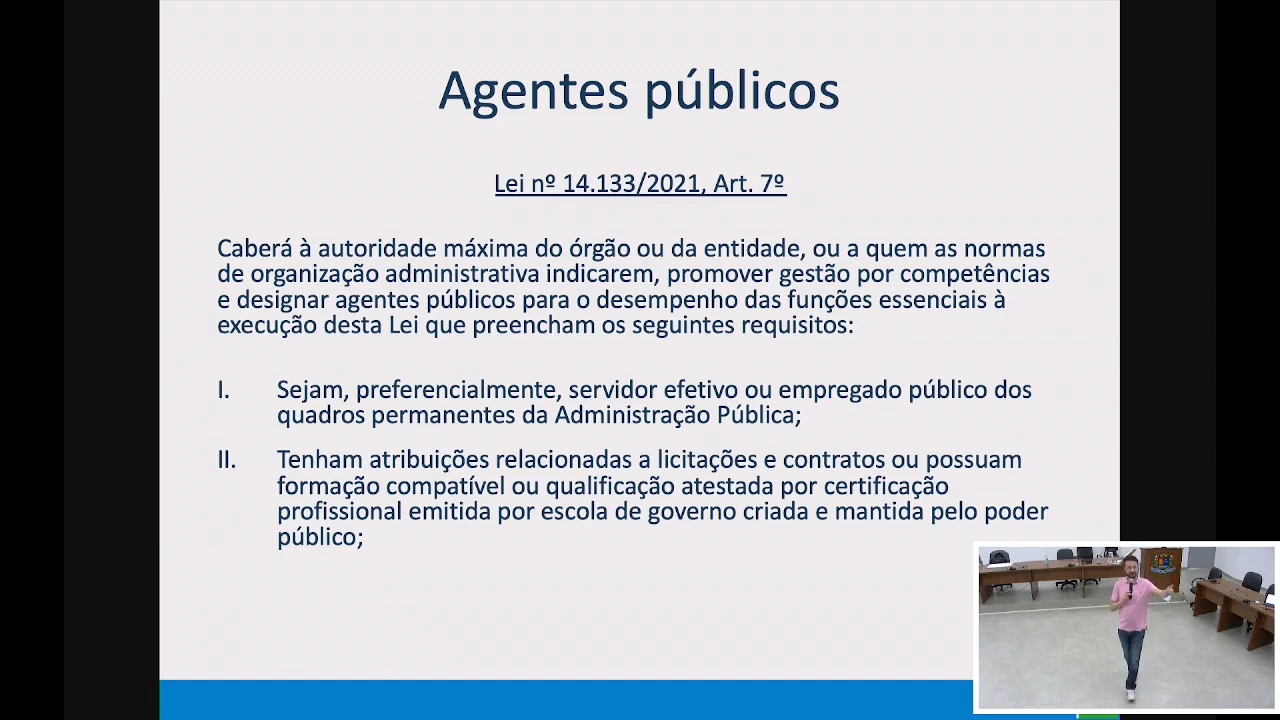 Agentes públicos
Lei nº 14.133/2021, Art. 7º
Caberá à autoridade máxima do órgão ou da entidade, ou a quem as normas
de organização administrativa indicarem, promover gestão por competências
e designar agentes públicos para o desempenho das funções essenciais à
execução desta Lei que preencham os seguintes requisitos:
I. Sejam, preferencialmente, servidor efetivo ou empregado público dos
quadros permanentes da Administração Pública;
II. Tenham atribuições relacionadas a licitações e contratos ou possuam
formação compatível ou qualificação atestada por certificação
profissional emitida por escola de governo criada e mantida pelo poder
público;